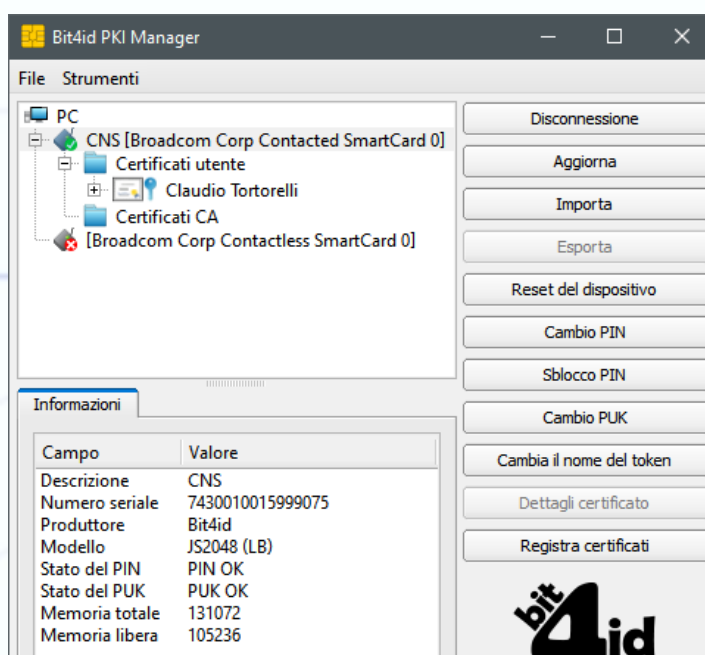 Bit4id PKI Manager
File Strumenti
PC
CNS [Broadcom Corp Contacted SmartCard 0]
Certificati utente
Claudio Tortorelli
Certificati CA
[Broadcom Corp Contactless SmartCard 0]
Disconnessione
Aggiorna
Importa
Esporta
Reset del dispositivo
Cambio PIN
Sblocco PIN
Cambio PUK
Cambia il nome del token
Dettagli certificato
Registra certificati
Informazioni
Campo Valore
Descrizione CNS
Numero seriale 7430010015999075
Produttore Bit4id
Modello JS2048 (LB)
Stato del PIN PIN OK
Stato del PUK PUK OK
Memoria totale 131072
Memoria libera 105236
bit4id